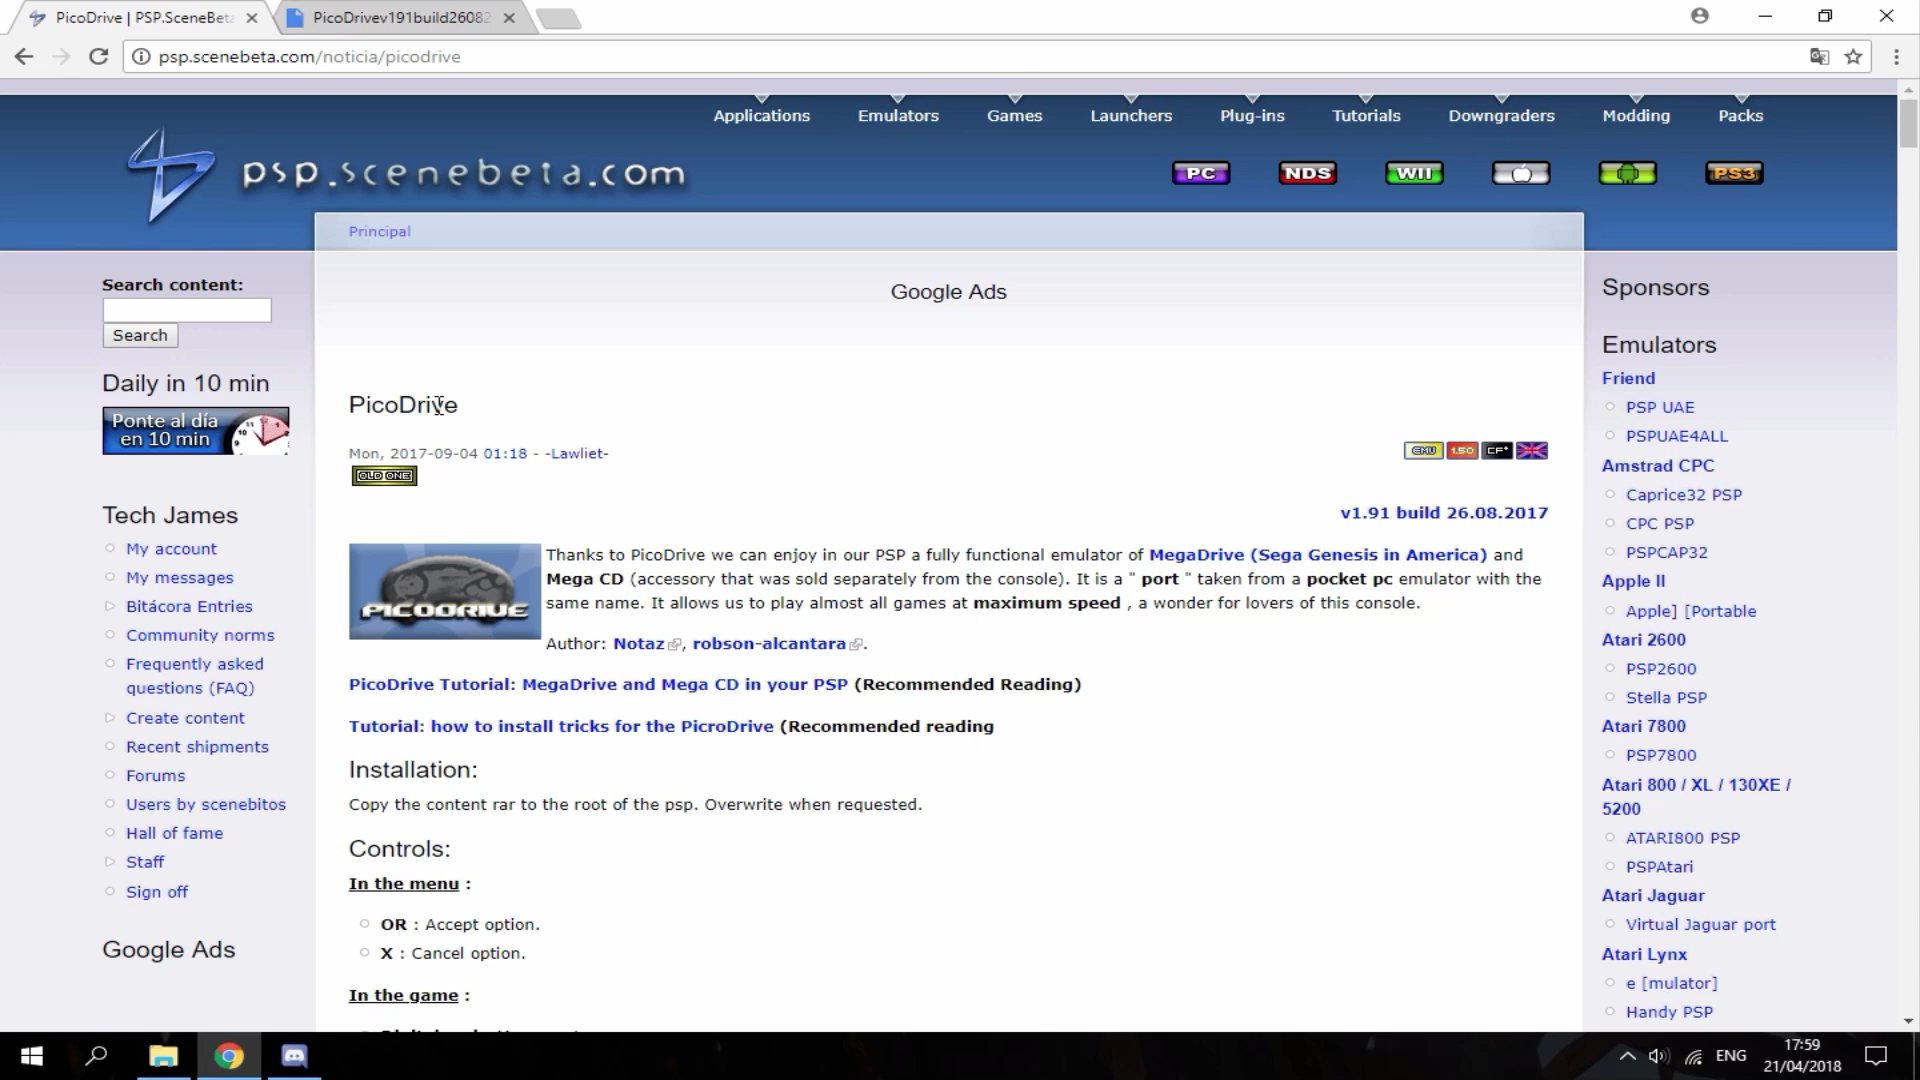 PicoDrive | PSP.SceneBeta
PicoDrivev191build26082
psp.scenebeta.com/noticia/picodrive
Applications
Emulators
Games
Launchers
Plug-ins
Tutorials
Downgraders
Modding
Packs
psp.scenebeta.com
PC
NDS
WII
PS3
Principal
Search content:
Search
Daily in 10 min
Ponte al día
en 10 min
Tech James
My account
My messages
Bitácora Entries
Community norms
Frequently asked
questions (FAQ)
Create content
Recent shipments
Forums
Users by scenebitos
Hall of fame
Staff
Sign off
Google Ads
Google Ads
PicoDrive
Mon, 2017-09-04 01:18 - -Lawliet-
EMU 1.50 CF*
OLD ONE
v1.91 build 26.08.2017
PICODRIVE
Thanks to PicoDrive we can enjoy in our PSP a fully functional emulator of MegaDrive (Sega Genesis in America) and
Mega CD (accessory that was sold separately from the console). It is a " port " taken from a pocket pc emulator with the
same name. It allows us to play almost all games at maximum speed , a wonder for lovers of this console.
Author: Notaz , robson-alcantara .
PicoDrive Tutorial: MegaDrive and Mega CD in your PSP (Recommended Reading)
Tutorial: how to install tricks for the PicroDrive (Recommended reading
Installation:
Copy the content rar to the root of the psp. Overwrite when requested.
Controls:
In the menu :
OR : Accept option.
X : Cancel option.
In the game :
Sponsors
Emulators
Friend
PSP UAE
PSPUAE4ALL
Amstrad CPC
Caprice32 PSP
CPC PSP
PSPCAP32
Apple II
Apple] [Portable
Atari 2600
PSP2600
Stella PSP
Atari 7800
PSP7800
Atari 800 / XL / 130XE /
5200
ATARI800 PSP
PSPAtari
Atari Jaguar
Virtual Jaguar port
Atari Lynx
e [mulator]
Handy PSP
ENG
17:59
21/04/2018